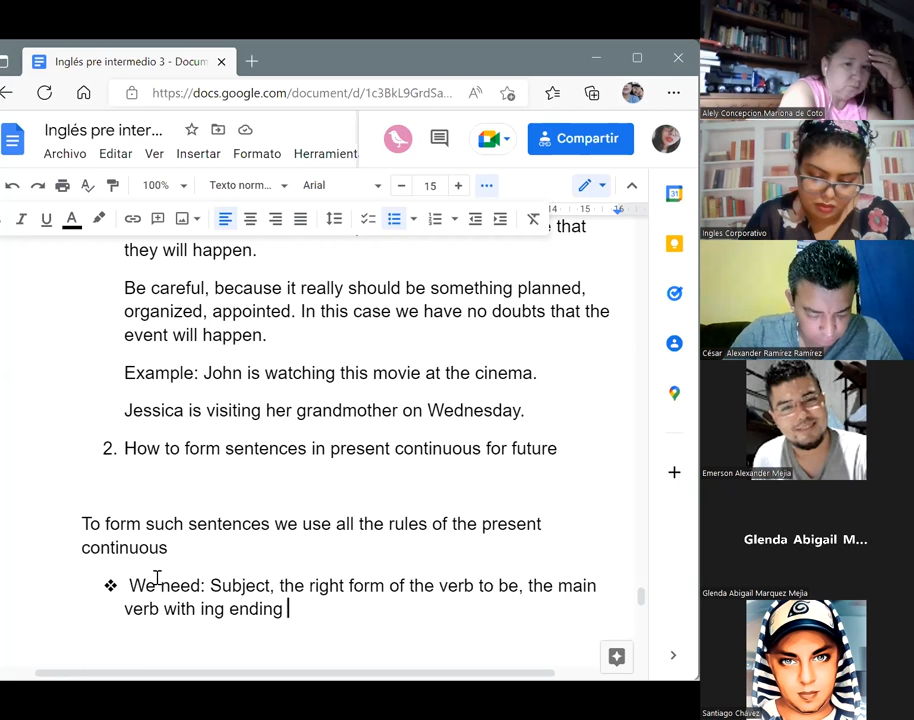 Inglés pre intermedio 3 - Docum
https://docs.google.com/document/d/1c3BkL9GrdSa...
Inglés pre inter...
Compartir
Archivo Editar Ver Insertar Formato Herramient
100% Texto norm... Arial 15
14 15 16
that
they will happen.
Be careful, because it really should be something planned,
organized, appointed. In this case we have no doubts that the
event will happen.
Example: John is watching this movie at the cinema.
Jessica is visiting her grandmother on Wednesday.
2. How to form sentences in present continuous for future
To form such sentences we use all the rules of the present
continuous
❖ We need: Subject, the right form of the verb to be, the main
verb with ing ending
Alely Concepcion Mariona de Coto
Ingles Corporativo
César Alexander Ramírez Ramírez
Emerson Alexander Mejia
Glenda Abigail M...
Glenda Abigail Marquez Mejia
Santiago Chávez